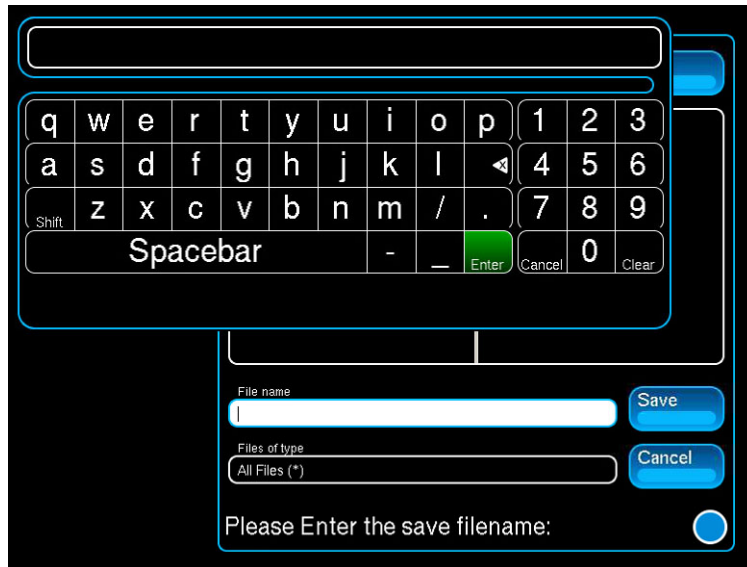 q w e r t y u i o p 1 2 3
a s d f g h j k l 4 5 6
Shift z x c v b n m / . 7 8 9
Spacebar - _ Enter Cancel 0 Clear
File name
Save
Files of type
All Files (*)
Cancel
Please Enter the save filename: